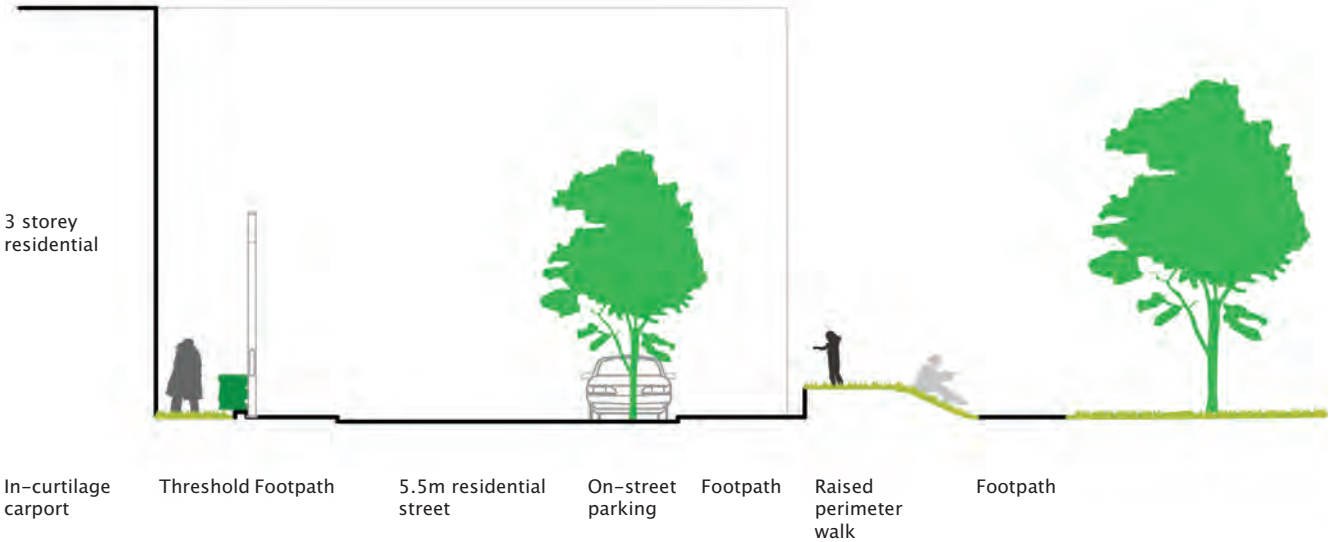 3 storey
residential
In-curtilage
carport
Threshold
Footpath
5.5m residential
street
On-street
parking
Footpath
Raised
perimeter
walk
Footpath